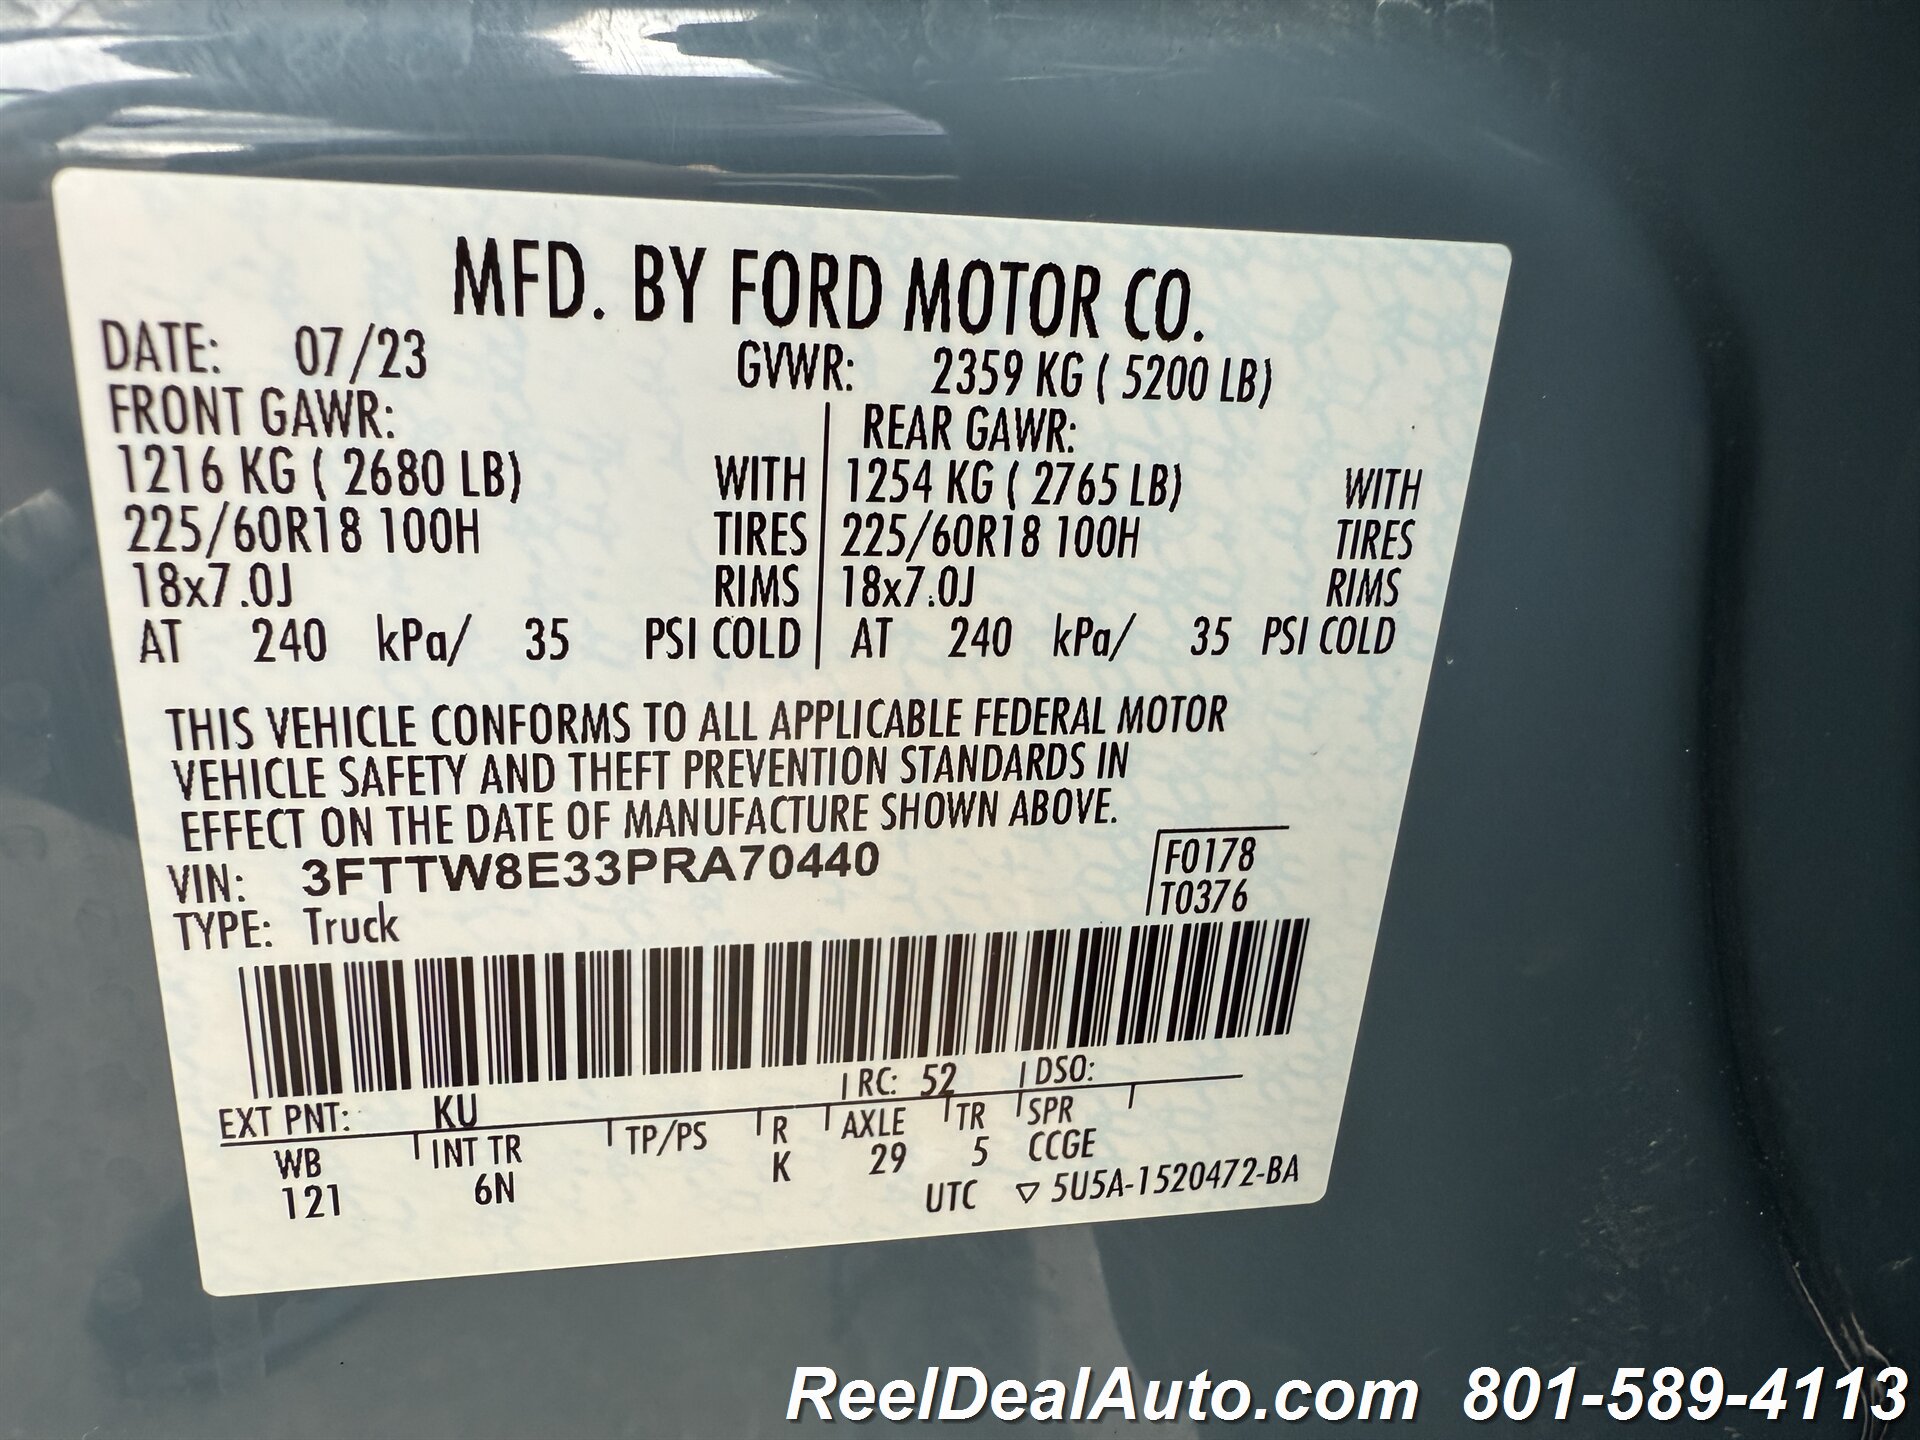 MFD. BY FORD MOTOR CO.
DATE: 07/23 GVWR: 2359 KG ( 5200 LB)
FRONT GAWR: REAR GAWR:
1216 KG ( 2680 LB) WITH 1254 KG ( 2765 LB) WITH
225/60R18 100H TIRES 225/60R18 100H TIRES
18x7.0J RIMS 18x7.0J RIMS
AT 240 kPa/ 35 PSI COLD AT 240 kPa/ 35 PSI COLD
THIS VEHICLE CONFORMS TO ALL APPLICABLE FEDERAL MOTOR
VEHICLE SAFETY AND THEFT PREVENTION STANDARDS IN
EFFECT ON THE DATE OF MANUFACTURE SHOWN ABOVE.
VIN: 3FTTW8E33PRA70440 F0178
TYPE: Truck T0376
EXT PNT: KU RC: 52 DSO:
WB INT TR TP/PS R AXLE TR SPR
121 6N K 29 5 CCGE
UTC ▽ 5U5A-1520472-BA
ReelDealAuto.com 801-589-4113